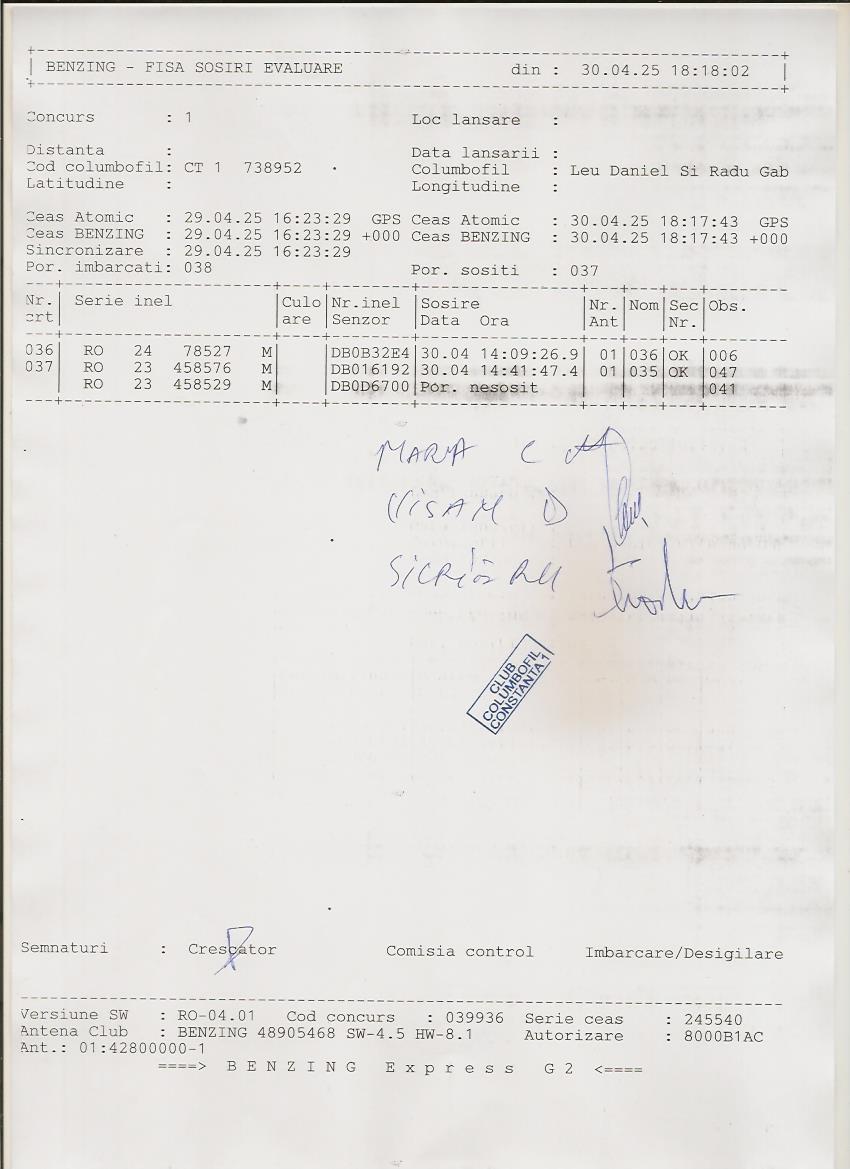 +----------------------------------------------------------------+
| BENZING - FISA SOSIRI EVALUARE din : 30.04.25 18:18:02 |
+----------------------------------------------------------------+
Concurs : 1 Loc lansare :
Distanta : Data lansarii :
Cod columbofil: CT 1 738952 Columbofil : Leu Daniel Si Radu Gab
Latitudine : Longitudine :
Ceas Atomic : 29.04.25 16:23:29 GPS Ceas Atomic : 30.04.25 18:17:43 GPS
Ceas BENZING : 29.04.25 16:23:29 +000 Ceas BENZING : 30.04.25 18:17:43 +000
Sincronizare : 29.04.25 16:23:29
Por. imbarcati: 038 Por. sositi : 037
Nr.| Serie inel |Culo|Nr.inel |Sosire |Nr.|Nom|Sec|Obs.
crt| |are |Senzor |Data Ora |Ant| |Nr.|
036| RO 24 78527 M| |DB0B32E4|30.04 14:09:26.9| 01|036|OK |006
037| RO 23 458576 M| |DB016192|30.04 14:41:47.4| 01|035|OK |047
RO 23 458529 M| |DB0D6700|Por. nesosit | | | |041
CLUB
COLUMBOFIL
CONSTANTA 1
Semnaturi : Crescator Comisia control Imbarcare/Desigilare
Versiune SW : RO-04.01 Cod concurs : 039936 Serie ceas : 245540
Antena Club : BENZING 48905468 SW-4.5 HW-8.1 Autorizare : 8000B1AC
Ant.: 01:42800000-1
====> B E N Z I N G E x p r e s s G 2 <====